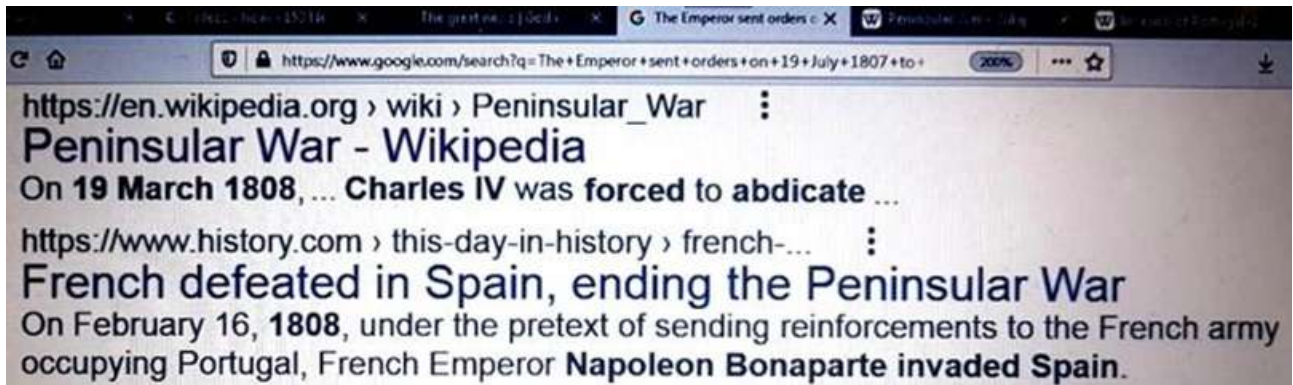 The Emperor sent orders
https://www.google.com/search?q=The+Emperor+sent+orders+on+19+July+1807+to+ 200%
https://en.wikipedia.org › wiki › Peninsular_War
Peninsular War - Wikipedia
On 19 March 1808, ... Charles IV was forced to abdicate ...
https://www.history.com › this-day-in-history › french-...
French defeated in Spain, ending the Peninsular War
On February 16, 1808, under the pretext of sending reinforcements to the French army
occupying Portugal, French Emperor Napoleon Bonaparte invaded Spain.